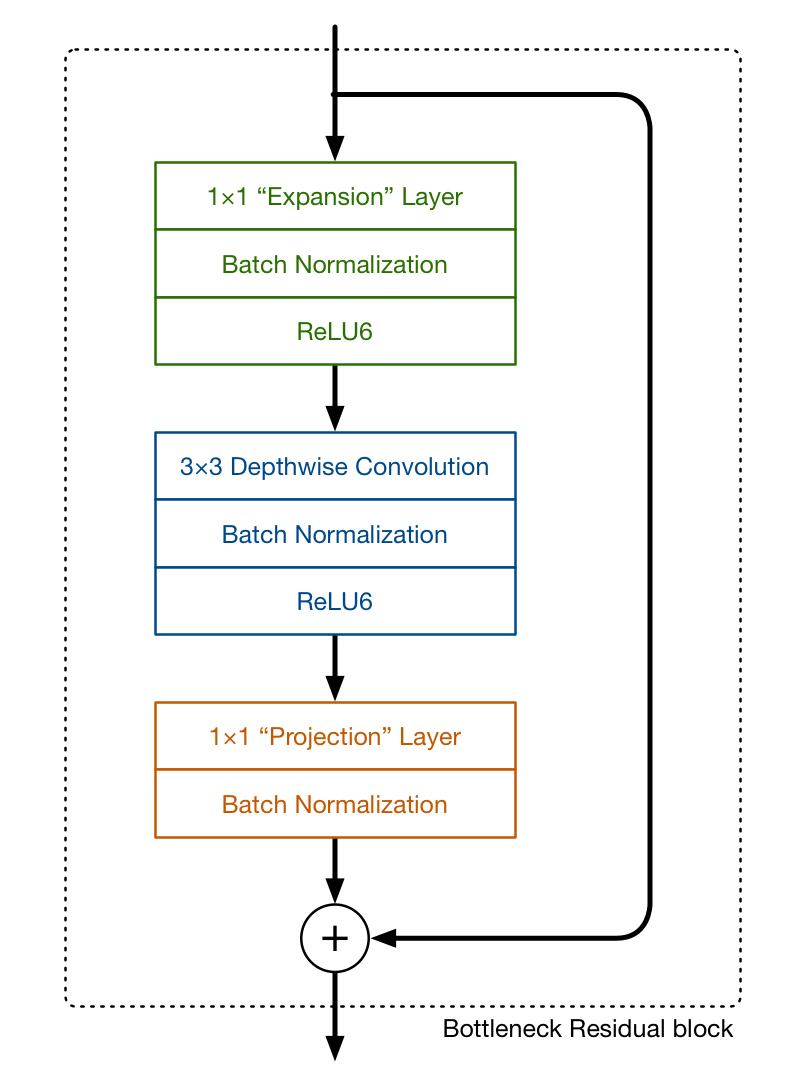 1×1 “Expansion” Layer
Batch Normalization
ReLU6
3×3 Depthwise Convolution
Batch Normalization
ReLU6
1×1 “Projection” Layer
Batch Normalization
+
Bottleneck Residual block